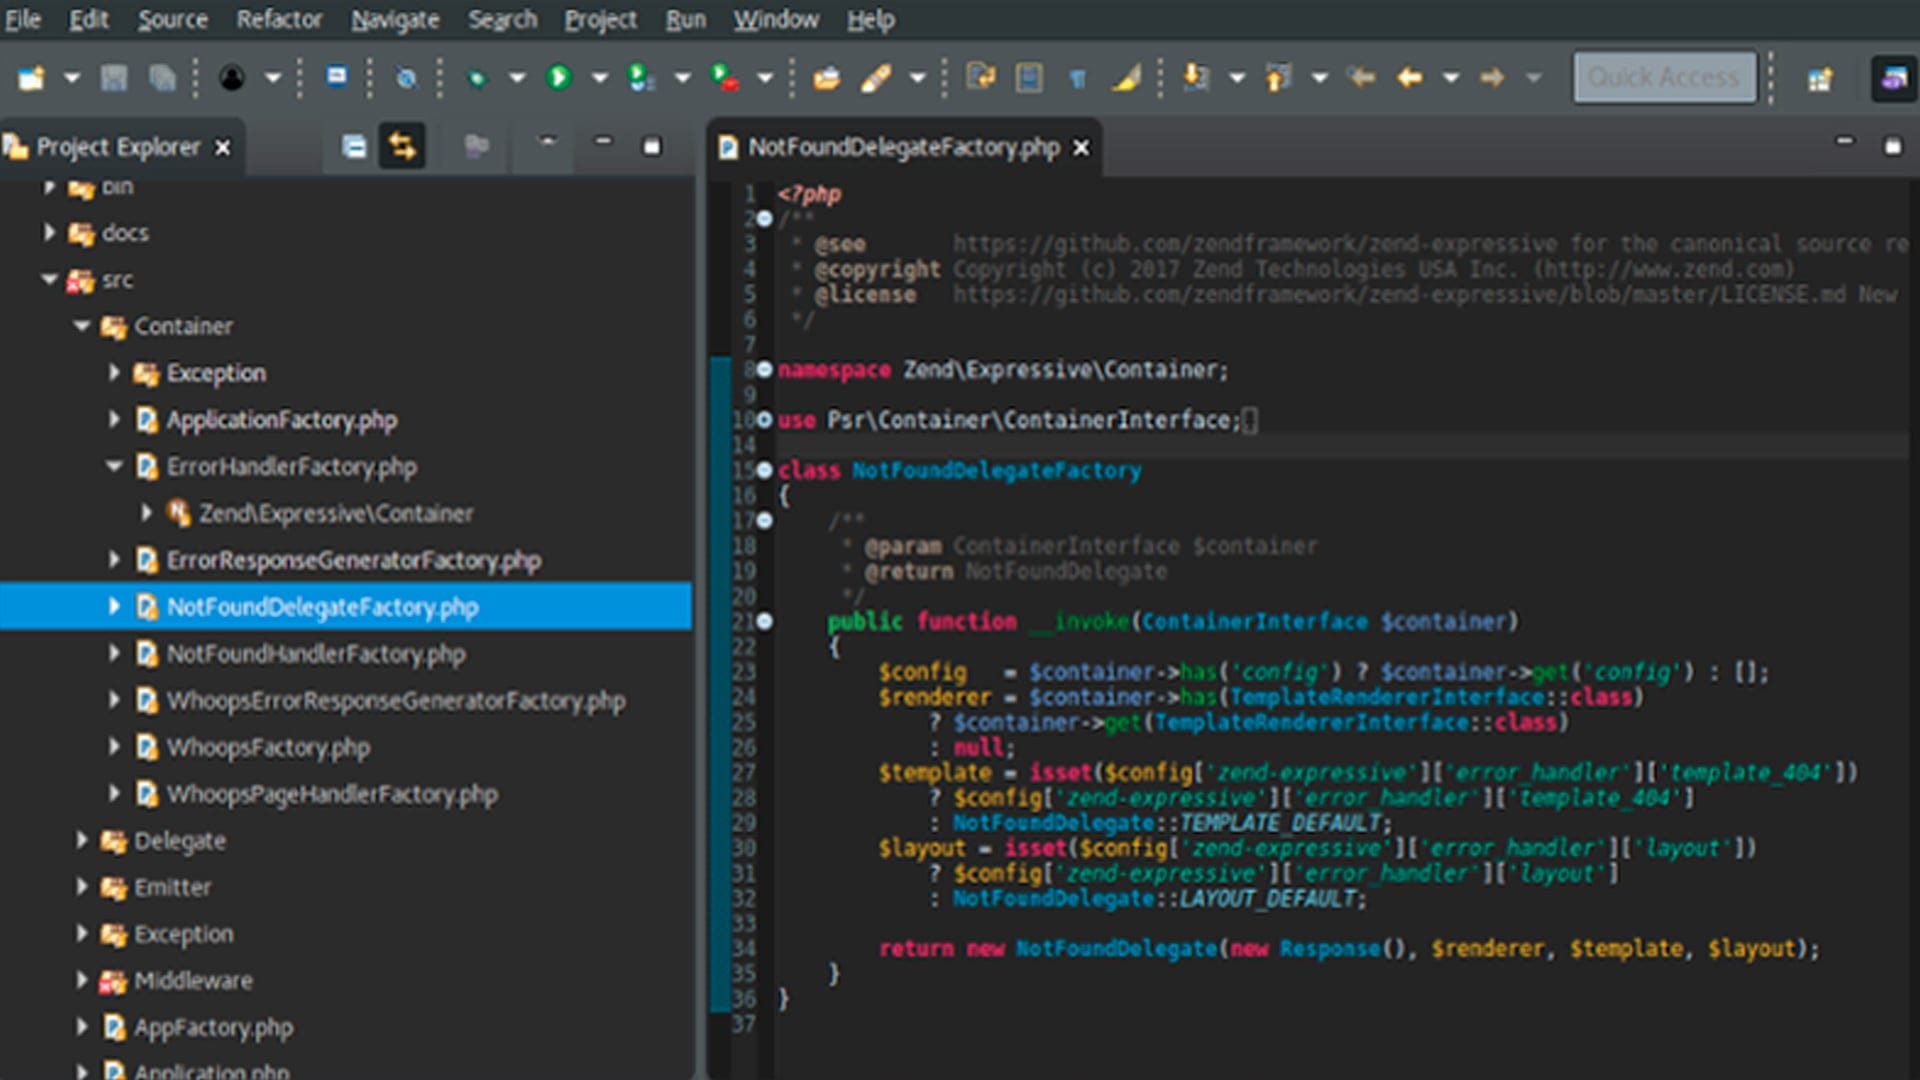 File Edit Source Refactor Navigate Search Project Run Window Help
Quick Access
Project Explorer
bin
docs
src
Container
Exception
ApplicationFactory.php
ErrorHandlerFactory.php
Zend\Expressive\Container
ErrorResponseGeneratorFactory.php
NotFoundDelegateFactory.php
NotFoundHandlerFactory.php
WhoopsErrorResponseGeneratorFactory.php
WhoopsFactory.php
WhoopsPageHandlerFactory.php
Delegate
Emitter
Exception
Middleware
AppFactory.php
Application.php
NotFoundDelegateFactory.php
1 <?php
2 /**
3  * @see       https://github.com/zendframework/zend-expressive for the canonical source re
4  * @copyright Copyright (c) 2017 Zend Technologies USA Inc. (http://www.zend.com)
5  * @license   https://github.com/zendframework/zend-expressive/blob/master/LICENSE.md New
6  */
7
8 namespace Zend\Expressive\Container;
9
10 use Psr\Container\ContainerInterface;
14
15 class NotFoundDelegateFactory
16 {
17     /**
18      * @param ContainerInterface $container
19      * @return NotFoundDelegate
20      */
21     public function __invoke(ContainerInterface $container)
22     {
23         $config   = $container->has('config') ? $container->get('config') : [];
24         $renderer = $container->has(TemplateRendererInterface::class)
25             ? $container->get(TemplateRendererInterface::class)
26             : null;
27         $template = isset($config['zend-expressive']['error_handler']['template_404'])
28             ? $config['zend-expressive']['error_handler']['template_404']
29             : NotFoundDelegate::TEMPLATE_DEFAULT;
30         $layout = isset($config['zend-expressive']['error_handler']['layout'])
31             ? $config['zend-expressive']['error_handler']['layout']
32             : NotFoundDelegate::LAYOUT_DEFAULT;
33
34         return new NotFoundDelegate(new Response(), $renderer, $template, $layout);
35     }
36 }
37